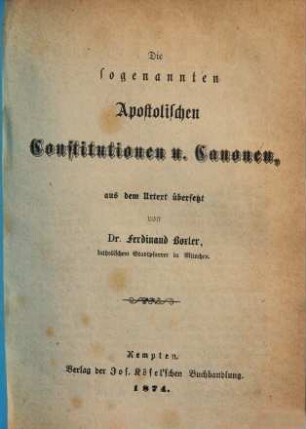 Die
sogenannten
Apostolischen
Constitutionen u. Canonen,
aus dem Urtext übersetzt
von
Dr. Ferdinand Boxler,
katholischem Stadtpfarrer in München.
Kempten.
Verlag der Jos. Kösel'schen Buchhandlung.
1874.